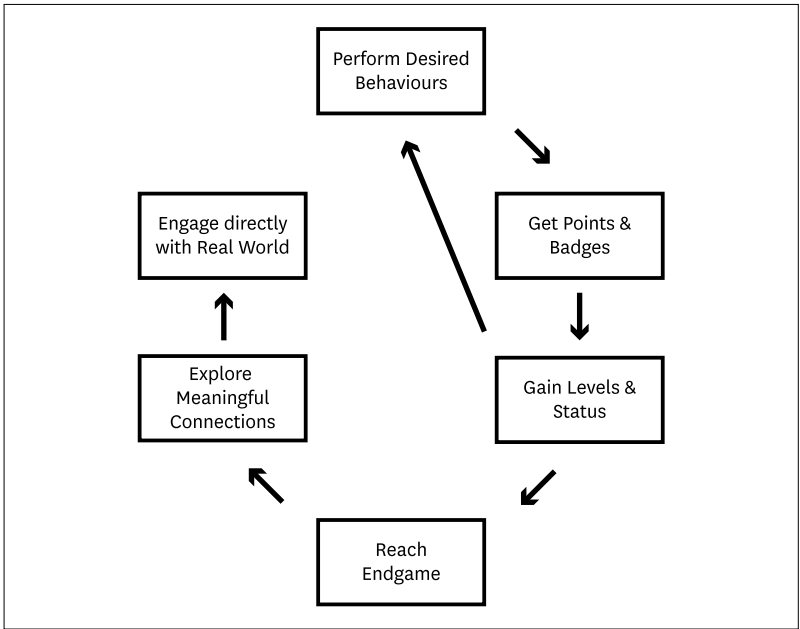 Perform Desired
Behaviours
Engage directly
with Real World
Get Points &
Badges
Explore
Meaningful
Connections
Gain Levels &
Status
Reach
Endgame